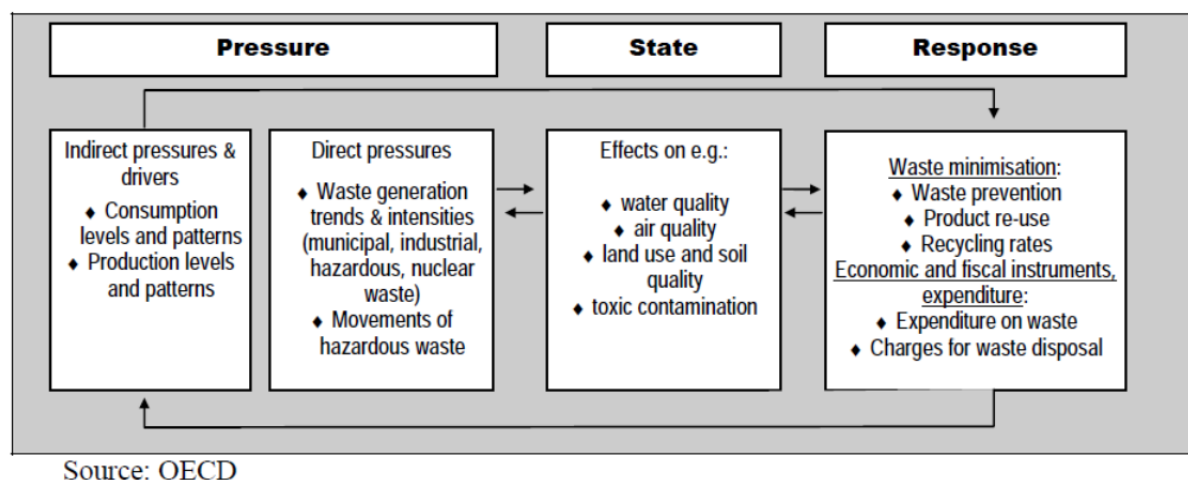 Pressure
State
Response
Indirect pressures &
drivers
♦ Consumption
levels and patterns
♦ Production levels
and patterns
Direct pressures
♦ Waste generation
trends & intensities
(municipal, industrial,
hazardous, nuclear
waste)
♦ Movements of
hazardous waste
Effects on e.g.:
♦ water quality
♦ air quality
♦ land use and soil
quality
♦ toxic contamination
Waste minimisation:
♦ Waste prevention
♦ Product re-use
♦ Recycling rates
Economic and fiscal instruments,
expenditure:
♦ Expenditure on waste
♦ Charges for waste disposal
Source: OECD